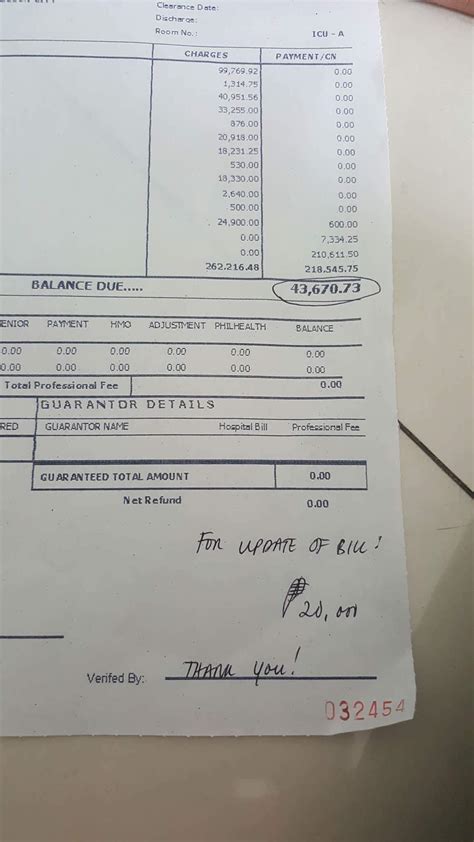 Clearance Date:
Discharge:
Room No.: ICU - A
CHARGES PAYMENT/CN
99,769.92 0.00
1,314.75 0.00
40,951.56 0.00
33,255.00 0.00
876.00 0.00
20,918.00 0.00
18,231.25 0.00
530.00 0.00
18,330.00 0.00
2,640.00 0.00
500.00 0.00
24,900.00 600.00
0.00 7,334.25
0.00 210,611.50
262,216.48 218,545.75
BALANCE DUE..... 43,670.73
ENIOR PAYMENT HMO ADJUSTMENT PHILHEALTH BALANCE
0.00 0.00 0.00 0.00 0.00 0.00
00.00 0.00 0.00 0.00 0.00 0.00
Total Professional Fee 0.00
GUARANTOR DETAILS
RED GUARANTOR NAME Hospital Bill Professional Fee
GUARANTEED TOTAL AMOUNT 0.00
Net Refund 0.00
FOR UPDATE OF BILL!
₱20,000
Verifed By: THANK YOU!
032454